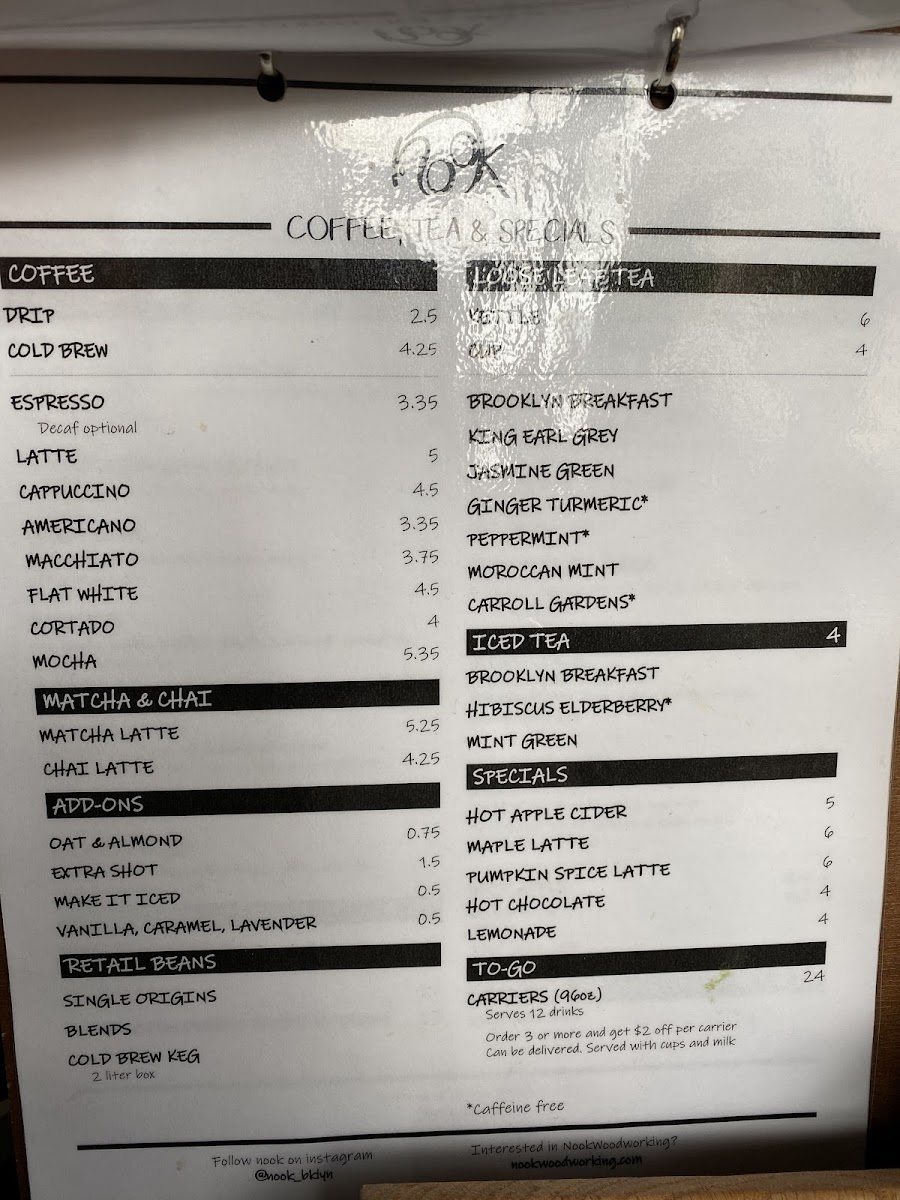 nook
COFFEE, TEA & SPECIALS
COFFEE
DRIP 2.5
COLD BREW 4.25
ESPRESSO 3.35
Decaf optional
LATTE 5
CAPPUCCINO 4.5
AMERICANO 3.35
MACCHIATO 3.75
FLAT WHITE 4.5
CORTADO 4
MOCHA 5.35
MATCHA & CHAI
MATCHA LATTE 5.25
CHAI LATTE 4.25
ADD-ONS
OAT & ALMOND 0.75
EXTRA SHOT 1.5
MAKE IT ICED 0.5
VANILLA, CARAMEL, LAVENDER 0.5
RETAIL BEANS
SINGLE ORIGINS
BLENDS
COLD BREW KEG
2 liter box
LOOSE LEAF TEA
KETTLE 6
CUP 4
BROOKLYN BREAKFAST
KING EARL GREY
JASMINE GREEN
GINGER TURMERIC*
PEPPERMINT*
MOROCCAN MINT
CARROLL GARDENS*
ICED TEA 4
BROOKLYN BREAKFAST
HIBISCUS ELDERBERRY*
MINT GREEN
SPECIALS
HOT APPLE CIDER 5
MAPLE LATTE 6
PUMPKIN SPICE LATTE 6
HOT CHOCOLATE 4
LEMONADE 4
TO-GO
CARRIERS (96oz) 24
Serves 12 drinks
Order 3 or more and get $2 off per carrier
Can be delivered. Served with cups and milk
*Caffeine free
Follow nook on instagram
@nook_bklyn
Interested in NookWoodworking?
nookwoodworking.com